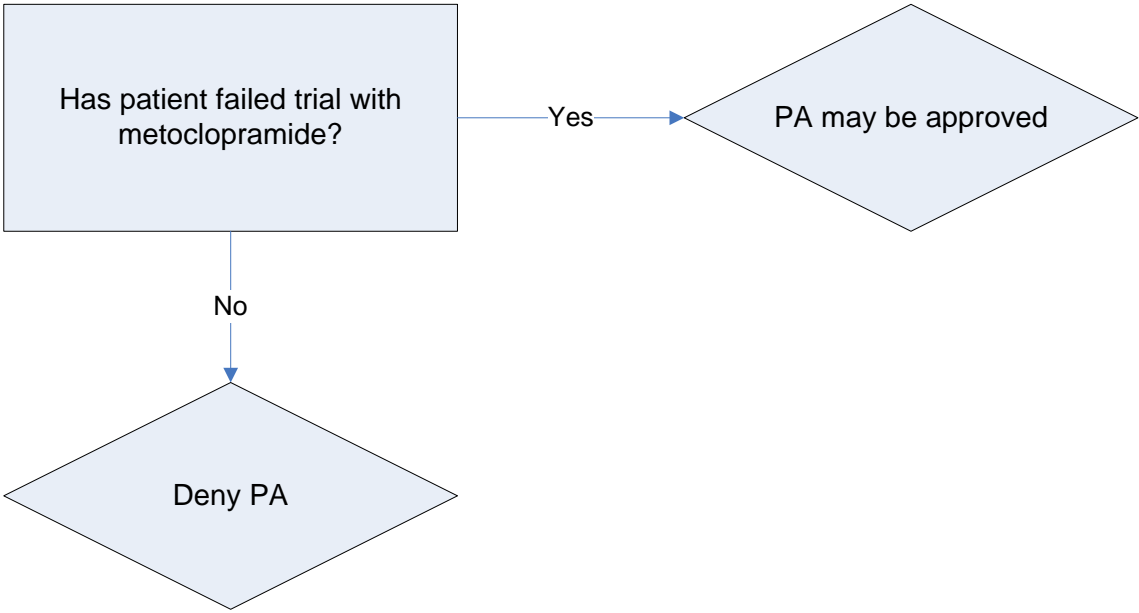 Has patient failed trial with
metoclopramide?
Yes
PA may be approved
No
Deny PA